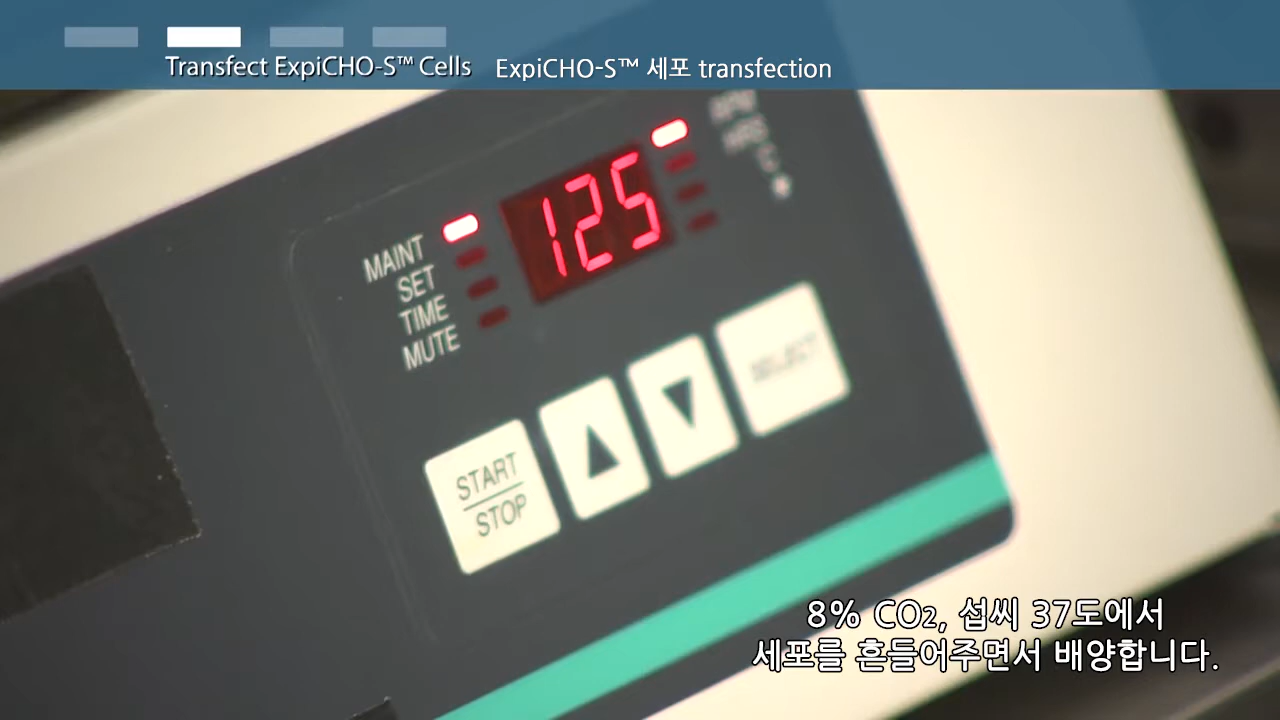 Transfect ExpiCHO-S™ Cells
ExpiCHO-S™ 세포 transfection
125
MAINT
SET
TIME
MUTE
START
STOP
SELECT
8% CO₂, 섭씨 37도에서
세포를 흔들어주면서 배양합니다.